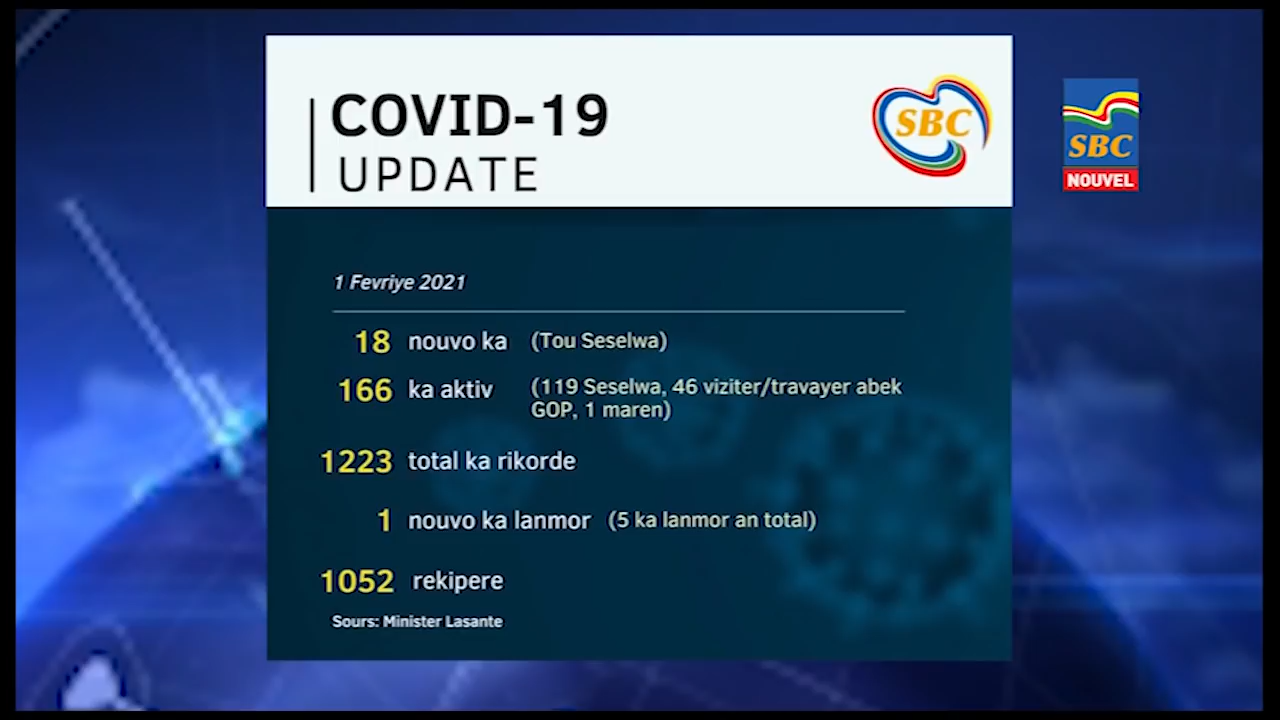 COVID-19
UPDATE
SBC
SBC
NOUVEL
1 Fevriye 2021
18 nouvo ka (Tou Seselwa)
166 ka aktiv (119 Seselwa, 46 viziter/travayer abek
GOP, 1 maren)
1223 total ka rikorde
1 nouvo ka lanmor (5 ka lanmor an total)
1052 rekipere
Sours: Minister Lasante